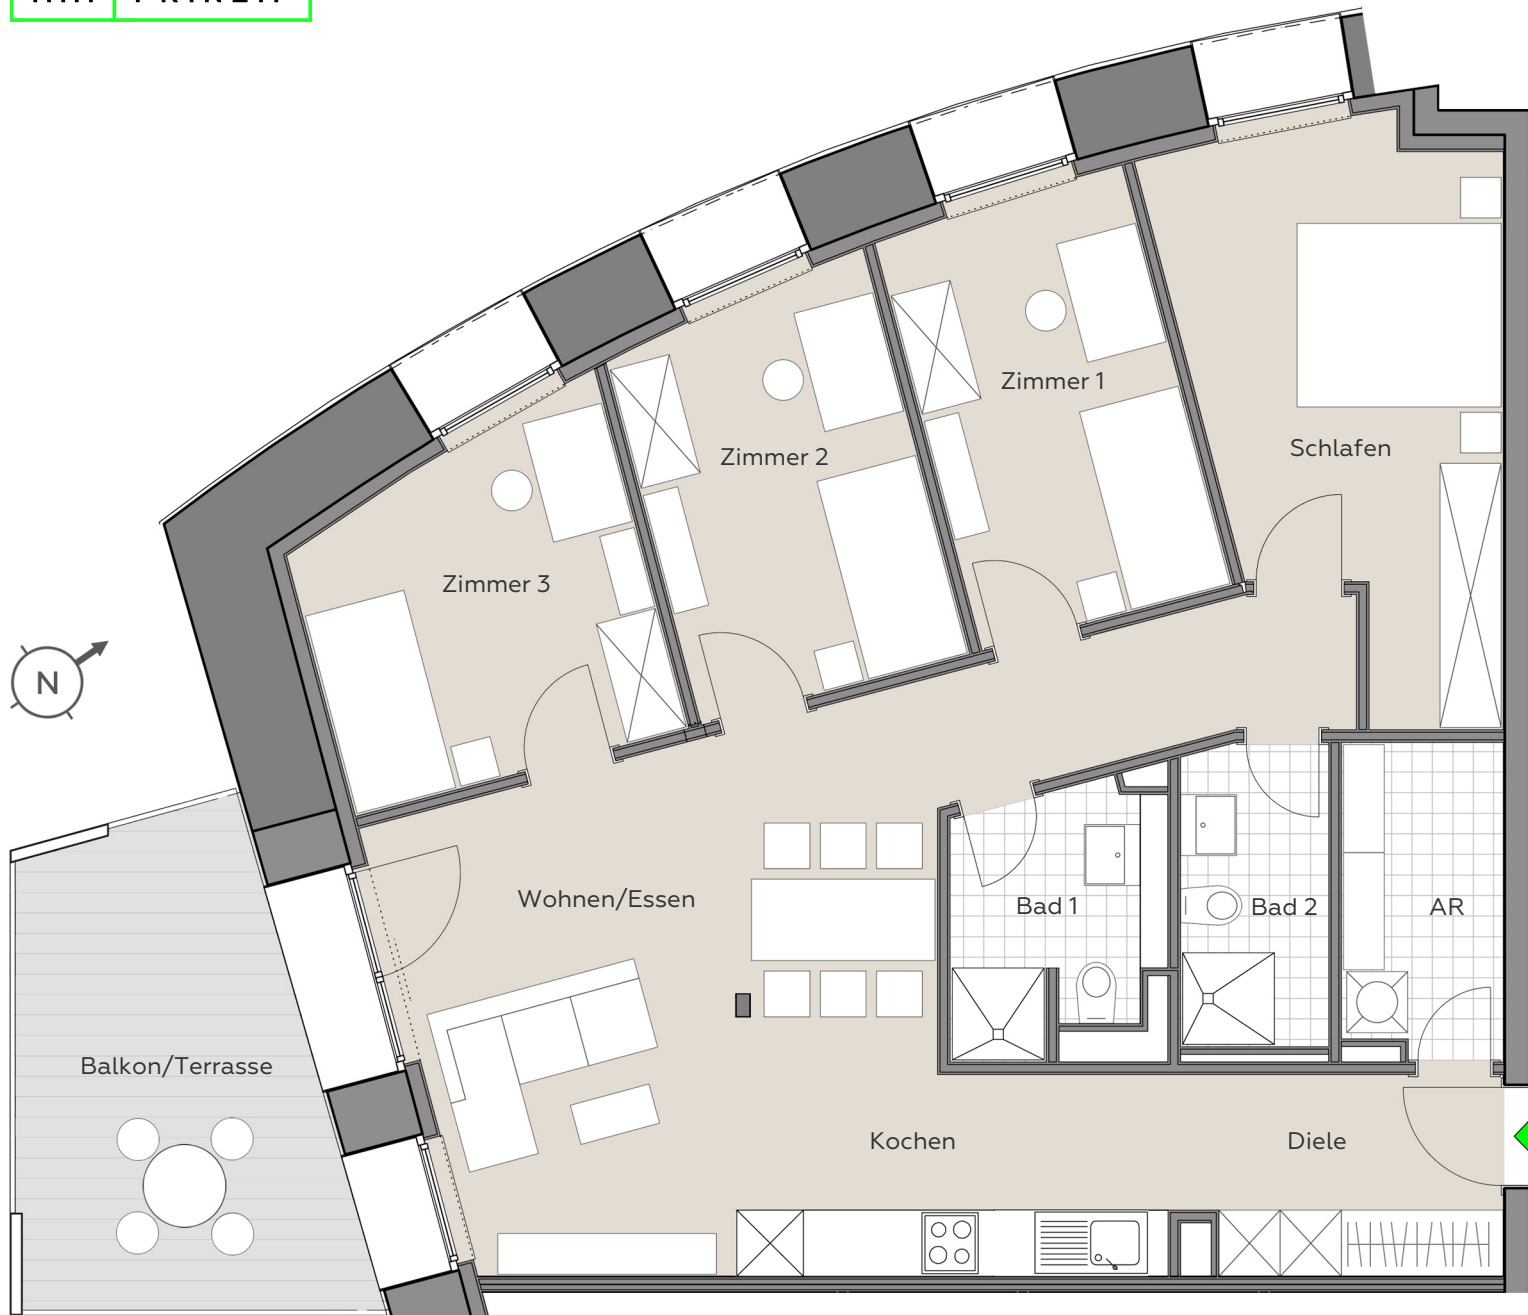 Zimmer 1
Schlafen
Zimmer 2
Zimmer 3
N
Wohnen/Essen
Bad 1
Bad 2
AR
Balkon/Terrasse
Kochen
Diele